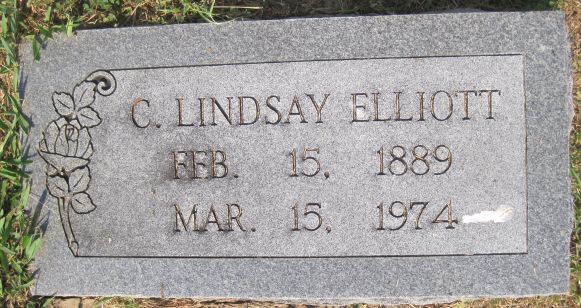 C. LINDSAY ELLIOTT
FEB. 15, 1889
MAR. 15, 1974